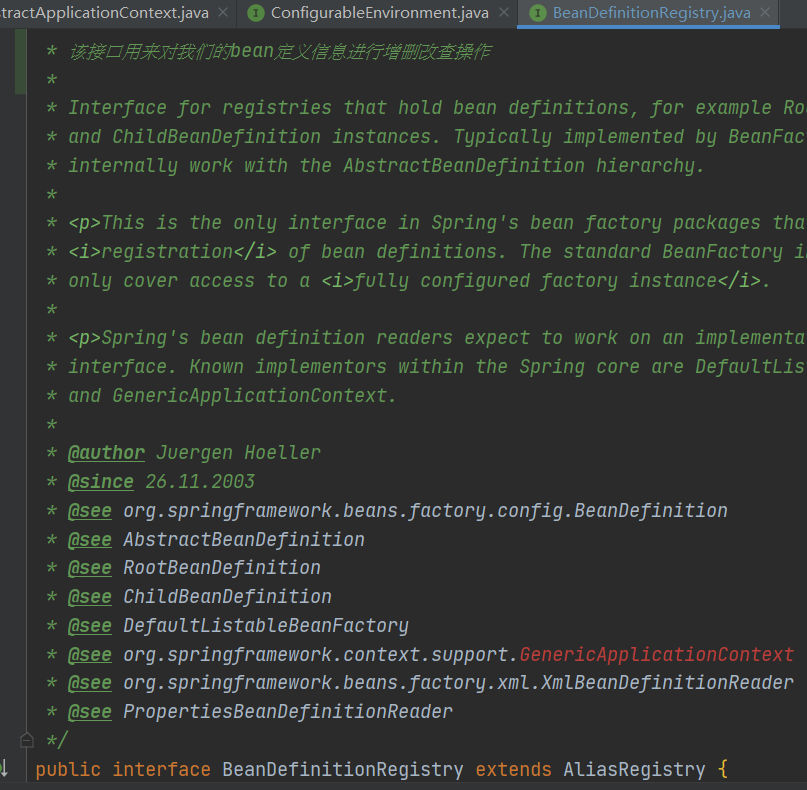 stractApplicationContext.java × I ConfigurableEnvironment.java × I BeanDefinitionRegistry.java ×
* 该接口用来对我们的bean定义信息进行增删改查操作
*
* Interface for registries that hold bean definitions, for example Ro
* and ChildBeanDefinition instances. Typically implemented by BeanFac
* internally work with the AbstractBeanDefinition hierarchy.
*
* <p>This is the only interface in Spring's bean factory packages tha
* <i>registration</i> of bean definitions. The standard BeanFactory i
* only cover access to a <i>fully configured factory instance</i>.
*
* <p>Spring's bean definition readers expect to work on an implementa
* interface. Known implementors within the Spring core are DefaultLis
* and GenericApplicationContext.
*
* @author Juergen Hoeller
* @since 26.11.2003
* @see org.springframework.beans.factory.config.BeanDefinition
* @see AbstractBeanDefinition
* @see RootBeanDefinition
* @see ChildBeanDefinition
* @see DefaultListableBeanFactory
* @see org.springframework.context.support.GenericApplicationContext
* @see org.springframework.beans.factory.xml.XmlBeanDefinitionReader
* @see PropertiesBeanDefinitionReader
*/
public interface BeanDefinitionRegistry extends AliasRegistry {